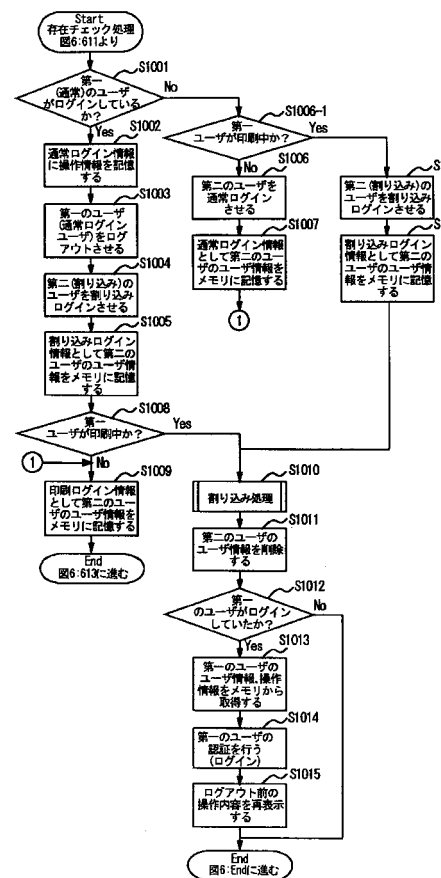 Start
存在チェック処理
図6:611より
S1001
第一
(通常)のユーザ
がログインしている
か?
No
Yes
S1002
通常ログイン情報
に操作情報を記憶
する
S1003
第一のユーザ
(通常ログイン
ユーザ)をログ
アウトさせる
S1004
第二(割り込み)の
ユーザを割り込み
ログインさせる
S1005
割り込みログイン
情報として第二の
ユーザのユーザ情
報をメモリに記憶
する
S1006-1
第一
ユーザが印刷中か?
Yes
No
S1006
第二のユーザを
通常ログイン
させる
S1007
通常ログイン情報
として第二のユー
ザのユーザ情報を
メモリに記憶する
1
S
第二(割り込み)の
ユーザを割り込み
ログインさせる
S
割り込みログイン
情報として第二の
ユーザのユーザ情
報をメモリに記憶
する
S1008
第一
ユーザが印刷中か?
Yes
1
No
S1009
印刷ログイン情報
として第二のユー
ザのユーザ情報を
メモリに記憶する
End
図6:613に進む
S1010
割り込み処理
S1011
第二のユーザの
ユーザ情報を削除
する
S1012
第一
のユーザがログイン
していたか?
No
Yes
S1013
第一のユーザの
ユーザ情報、操作
情報をメモリから
取得する
S1014
第一のユーザの
認証を行う
(ログイン)
S1015
ログアウト前の
操作内容を再表示
する
End
図6:Endに進む